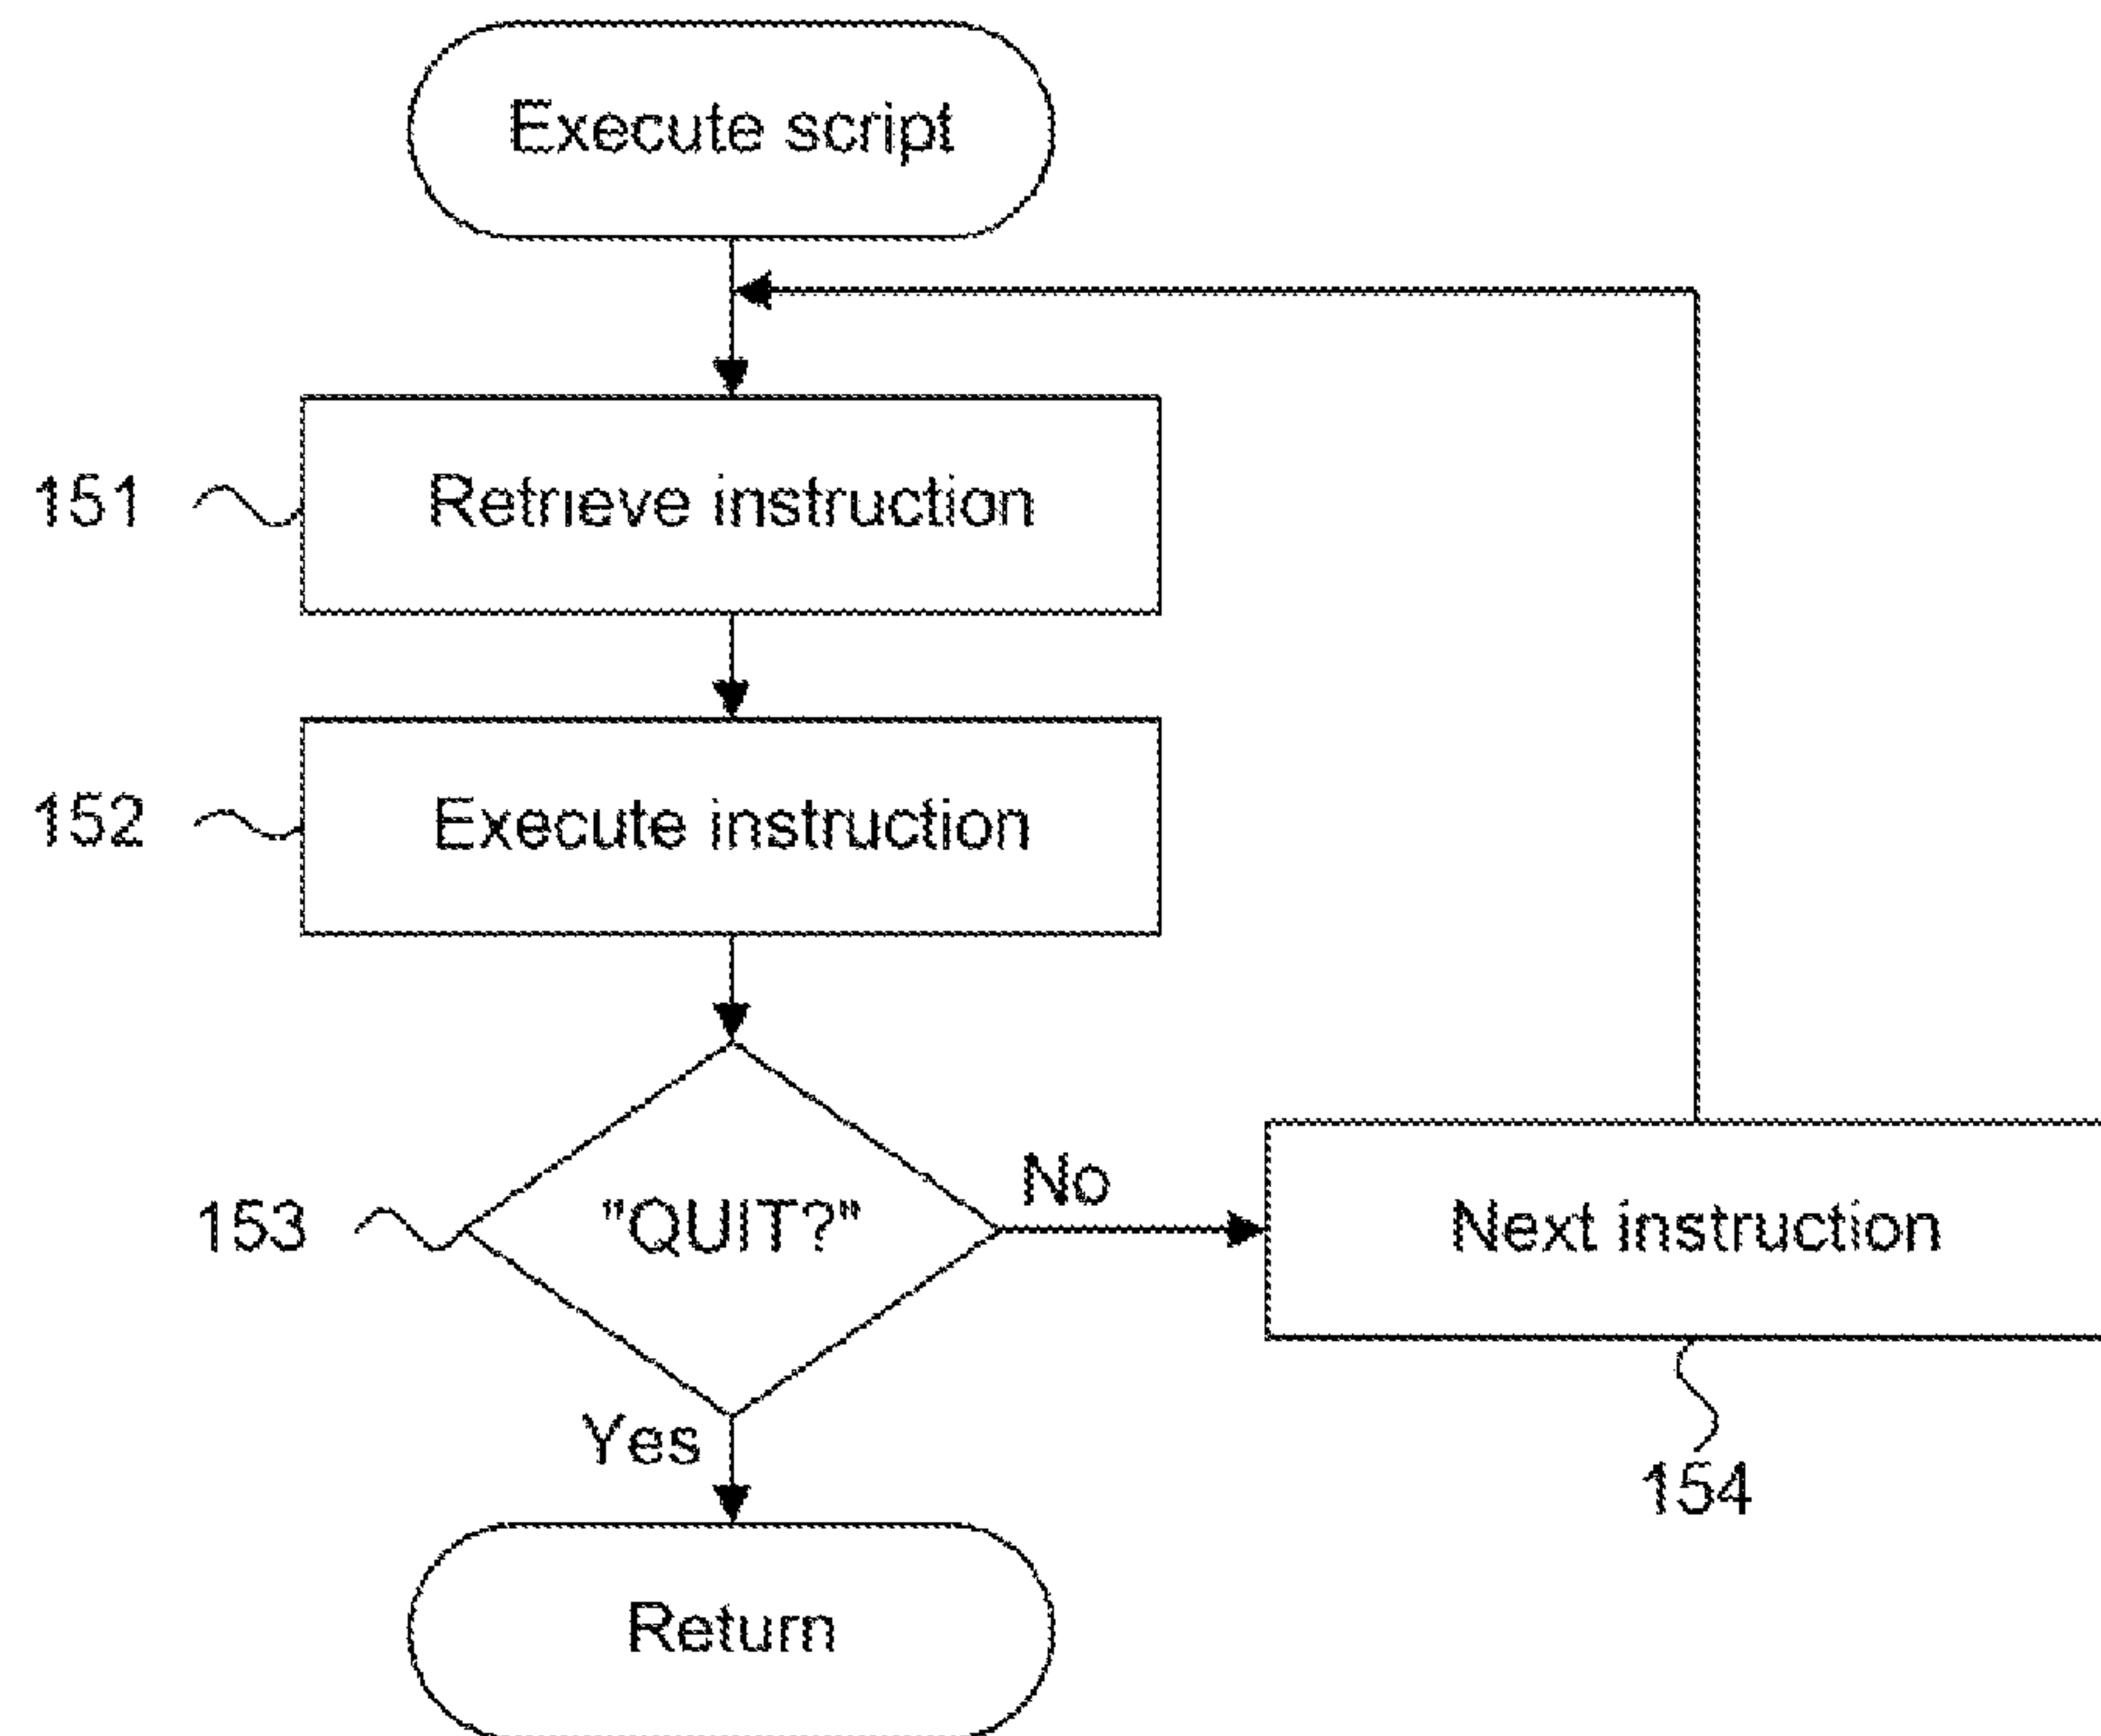 Execute script
151
Retrieve instruction
152
Execute instruction
153
"QUIT?"
No
Next instruction
Yes
154
Return